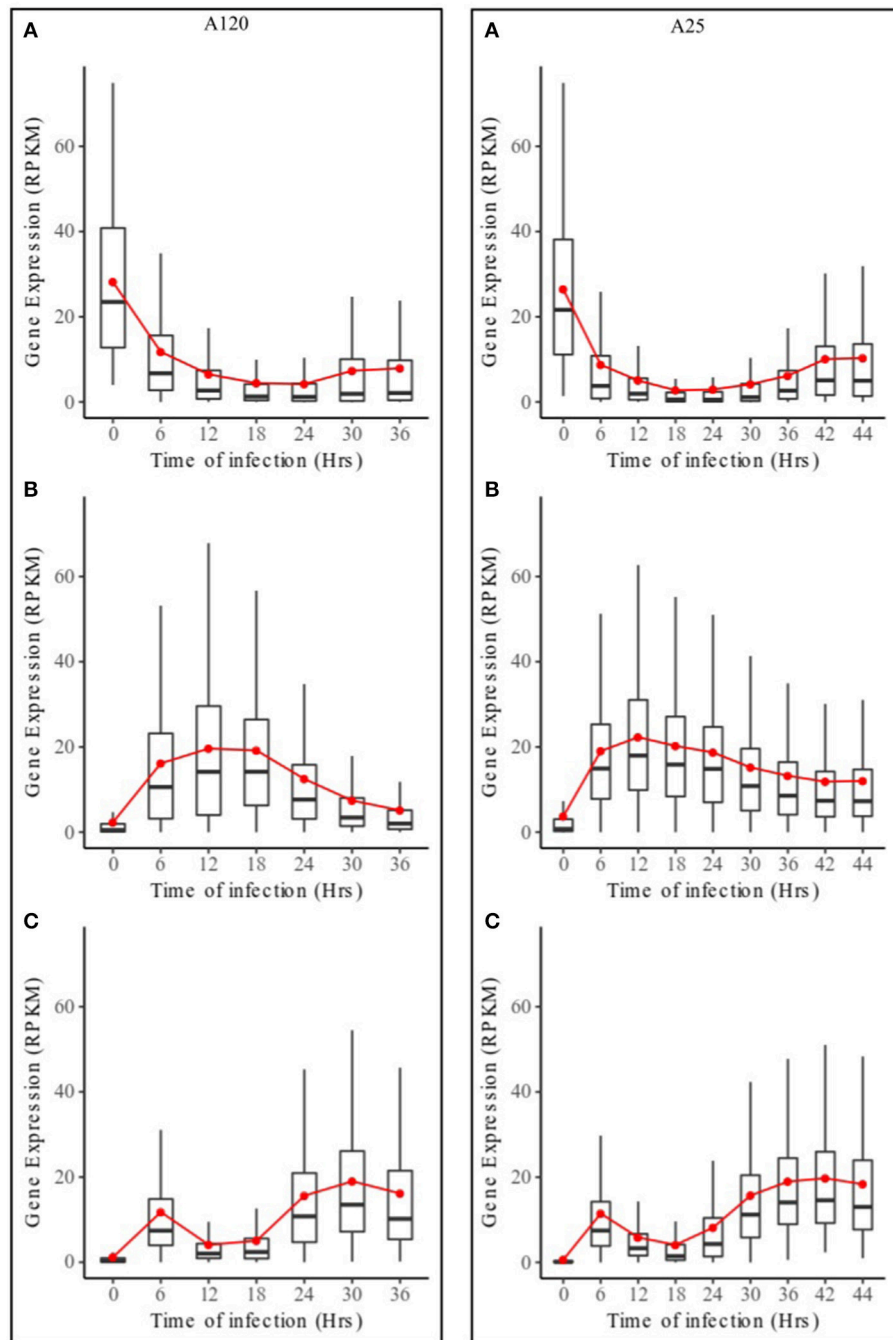 A120
A
Gene Expression (RPKM)
60
40
20
0
0 6 12 18 24 30 36
Time of infection (Hrs)
B
Gene Expression (RPKM)
60
40
20
0
0 6 12 18 24 30 36
Time of infection (Hrs)
C
Gene Expression (RPKM)
60
40
20
0
0 6 12 18 24 30 36
Time of infection (Hrs)
A25
A
Gene Expression (RPKM)
60
40
20
0
0 6 12 18 24 30 36 42 44
Time of infection (Hrs)
B
Gene Expression (RPKM)
60
40
20
0
0 6 12 18 24 30 36 42 44
Time of infection (Hrs)
C
Gene Expression (RPKM)
60
40
20
0
0 6 12 18 24 30 36 42 44
Time of infection (Hrs)